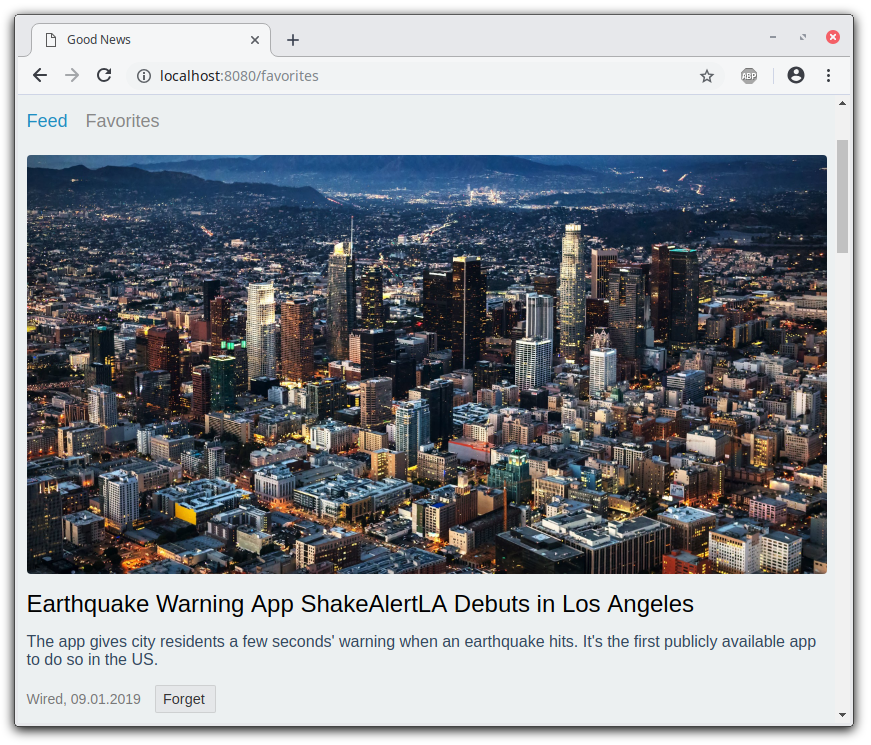 Good News
localhost:8080/favorites
ABP
Feed Favorites
Earthquake Warning App ShakeAlertLA Debuts in Los Angeles
The app gives city residents a few seconds' warning when an earthquake hits. It's the first publicly available app
to do so in the US.
Wired, 09.01.2019 Forget